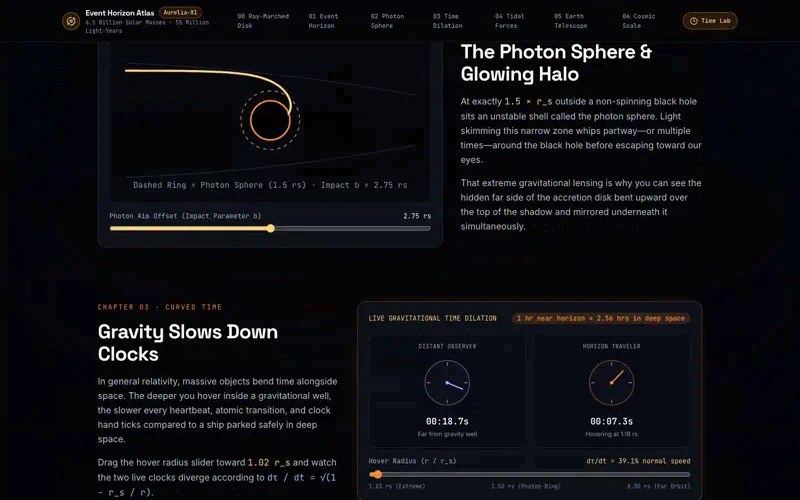 Event Horizon Atlas Aurelia-X1
6.5 Billion Solar Masses · 55 Million
Light-Years
00 Ray-Marched
Disk
01 Event
Horizon
02 Photon
Sphere
03 Time
Dilation
04 Tidal
Forces
05 Earth
Telescope
06 Cosmic
Scale
Time Lab
Dashed Ring = Photon Sphere (1.5 rs) · Impact b = 2.75 rs
Photon Aim Offset (Impact Parameter b) 2.75 rs
The Photon Sphere &
Glowing Halo
At exactly 1.5 × r_s outside a non-spinning black hole
sits an unstable shell called the photon sphere. Light
skimming this narrow zone whips partway—or multiple
times—around the black hole before escaping toward our
eyes.
That extreme gravitational lensing is why you can see the
hidden far side of the accretion disk bent upward over
the top of the shadow and mirrored underneath it
simultaneously.
CHAPTER 03 · CURVED TIME
Gravity Slows Down
Clocks
In general relativity, massive objects bend time alongside
space. The deeper you hover inside a gravitational well,
the slower every heartbeat, atomic transition, and clock
hand ticks compared to a ship parked safely in deep
space.
Drag the hover radius slider toward 1.02 r_s and watch
the two live clocks diverge according to dτ / dt = √(1
- r_s / r).
LIVE GRAVITATIONAL TIME DILATION
1 hr near horizon = 2.56 hrs in deep space
DISTANT OBSERVER
00:18.7s
Far from gravity well
HORIZON TRAVELER
00:07.3s
Hovering at 1.18 rs
Hover Radius (r / r_s) dτ/dt = 39.1% normal speed
1.01 rs (Extreme) 1.50 rs (Photon Ring) 6.00 rs (Far Orbit)